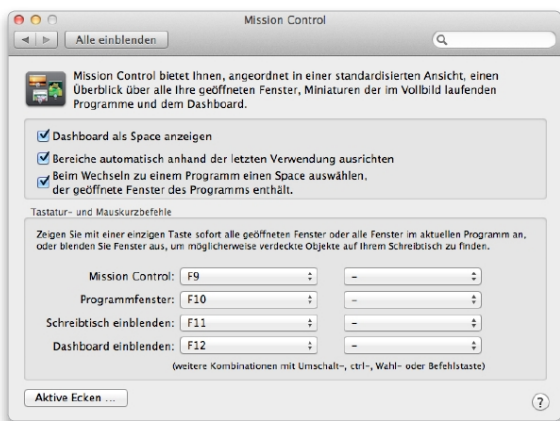 Mission Control
Alle einblenden
Mission Control bietet Ihnen, angeordnet in einer standardisierten Ansicht, einen
Überblick über alle Ihre geöffneten Fenster, Miniaturen der im Vollbild laufenden
Programme und dem Dashboard.
Dashboard als Space anzeigen
Bereiche automatisch anhand der letzten Verwendung ausrichten
Beim Wechseln zu einem Programm einen Space auswählen,
der geöffnete Fenster des Programms enthält.
Tastatur- und Mauskurzbefehle
Zeigen Sie mit einer einzigen Taste sofort alle geöffneten Fenster oder alle Fenster im aktuellen Programm an,
oder blenden Sie Fenster aus, um möglicherweise verdeckte Objekte auf Ihrem Schreibtisch zu finden.
Mission Control: F9 –
Programmfenster: F10 –
Schreibtisch einblenden: F11 –
Dashboard einblenden: F12 –
(weitere Kombinationen mit Umschalt-, ctrl-, Wahl- oder Befehlstaste)
Aktive Ecken ... ?